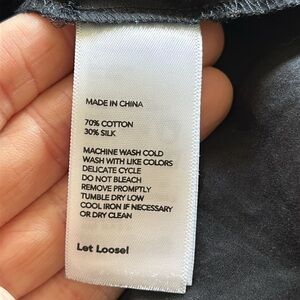 MADE IN CHINA
70% COTTON
30% SILK
MACHINE WASH COLD
WASH WITH LIKE COLORS
DELICATE CYCLE
DO NOT BLEACH
REMOVE PROMPTLY
TUMBLE DRY LOW
COOL IRON IF NECESSARY
OR DRY CLEAN
Let Loose!